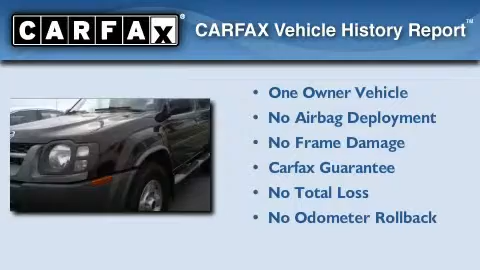 CARFAX® CARFAX Vehicle History Report™
• One Owner Vehicle
• No Airbag Deployment
• No Frame Damage
• Carfax Guarantee
• No Total Loss
• No Odometer Rollback